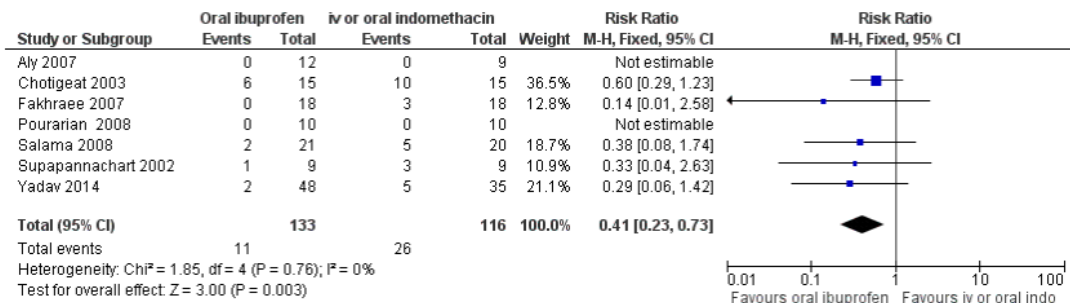 Oral ibuprofen iv or oral indomethacin Risk Ratio Risk Ratio
Study or Subgroup Events Total Events Total Weight M-H, Fixed, 95% CI M-H, Fixed, 95% CI
Aly 2007 0 12 0 9 Not estimable
Chotigeat 2003 6 15 10 15 36.5% 0.60 [0.29, 1.23]
Fakhraee 2007 0 18 3 18 12.8% 0.14 [0.01, 2.58]
Pourarian 2008 0 10 0 10 Not estimable
Salama 2008 2 21 5 20 18.7% 0.38 [0.08, 1.74]
Supapannachart 2002 1 9 3 9 10.9% 0.33 [0.04, 2.63]
Yadav 2014 2 48 5 35 21.1% 0.29 [0.06, 1.42]
Total (95% CI) 133 116 100.0% 0.41 [0.23, 0.73]
Total events 11 26
Heterogeneity: Chi² = 1.85, df = 4 (P = 0.76); I² = 0%
Test for overall effect: Z = 3.00 (P = 0.003)
0.01 0.1 1 10 100
Favours oral ibuprofen Favours iv or oral indo